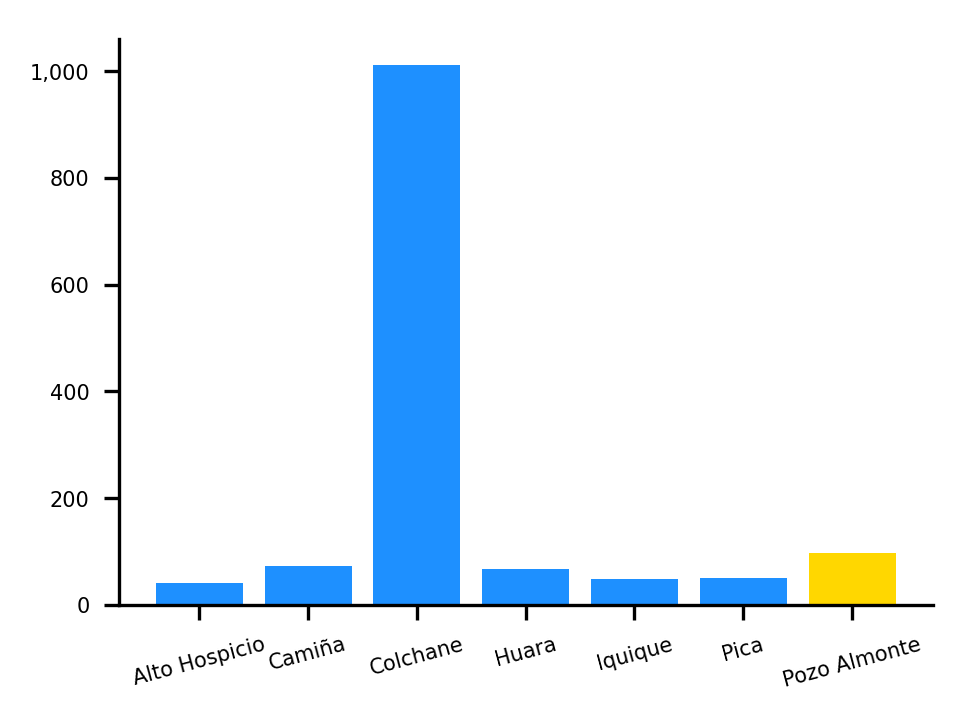 1,000
800
600
400
200
0
Alto Hospicio
Camiña
Colchane
Huara
Iquique
Pica
Pozo Almonte